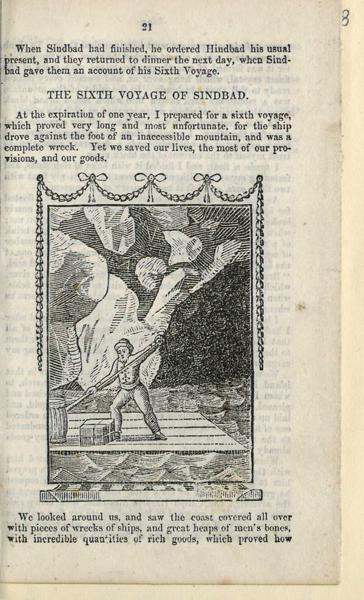 21
8
When Sindbad had finished, he ordered Hindbad his usual
present, and they returned to dinner the next day, when Sind-
bad gave them an account of his Sixth Voyage.
THE SIXTH VOYAGE OF SINDBAD.
At the expiration of one year, I prepared for a sixth voyage,
which proved very long and most unfortunate, for the ship
drove against the foot of an inaccessible mountain, and was a
complete wreck. Yet we saved our lives, the most of our pro-
visions, and our goods.
We looked around us, and saw the coast covered all over
with pieces of wrecks of ships, and great heaps of men's bones,
with incredible quantities of rich goods, which proved how